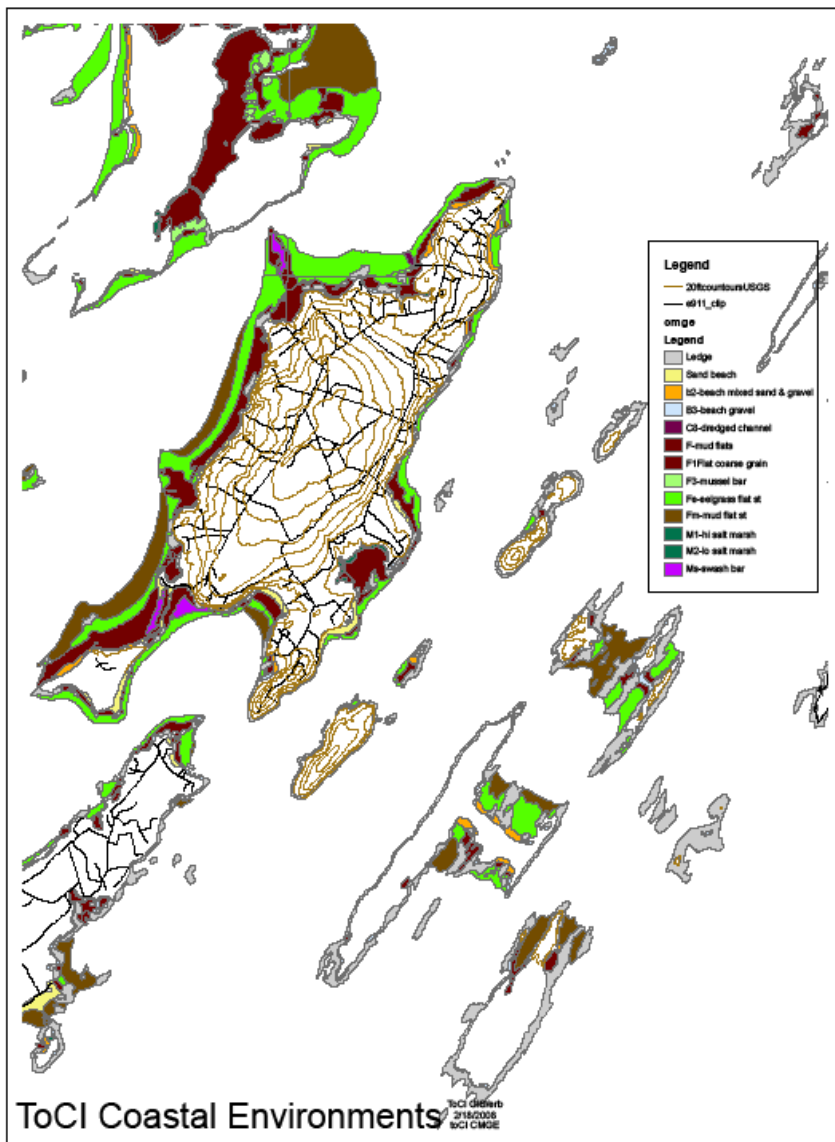 Legend
20ftcountoursUSGS
e911_clip
cmge
Legend
Ledge
Sand beach
b2-beach mixed sand & gravel
B3-beach gravel
C8-dredged channel
F-mud flats
F1Flat coarse grain
F3-mussel bar
Fe-eelgrass flat st
Fm-mud flat st
M1-hi salt marsh
M2-lo salt marsh
Ms-swash bar
ToCI Coastal Environments
2/18/2008
toCI CMGE